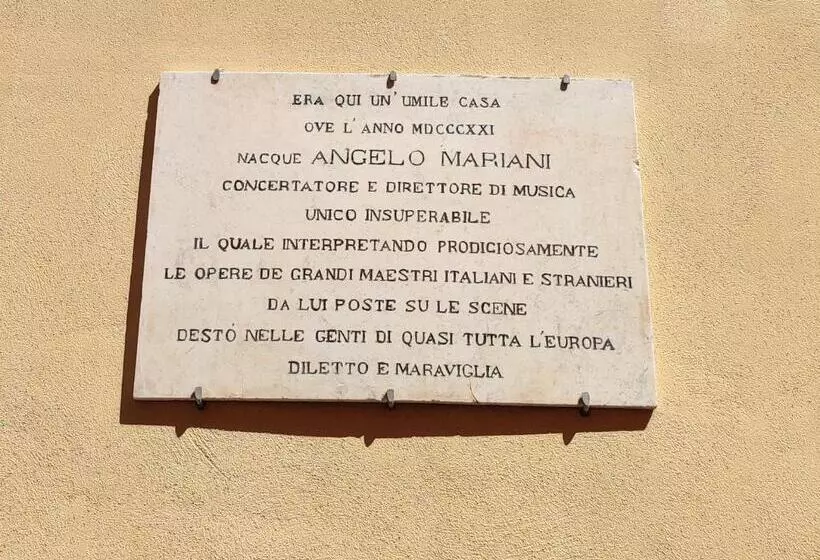 ERA QUI UN'UMILE CASA
OVE L'ANNO MDCCCXXI
NACQUE ANGELO MARIANI
CONCERTATORE E DIRETTORE DI MUSICA
UNICO INSUPERABILE
IL QUALE INTERPRETANDO PRODIGIOSAMENTE
LE OPERE DE GRANDI MAESTRI ITALIANI E STRANIERI
DA LUI POSTE SU LE SCENE
DESTÒ NELLE GENTI DI QUASI TUTTA L'EUROPA
DILETTO E MARAVIGLIA